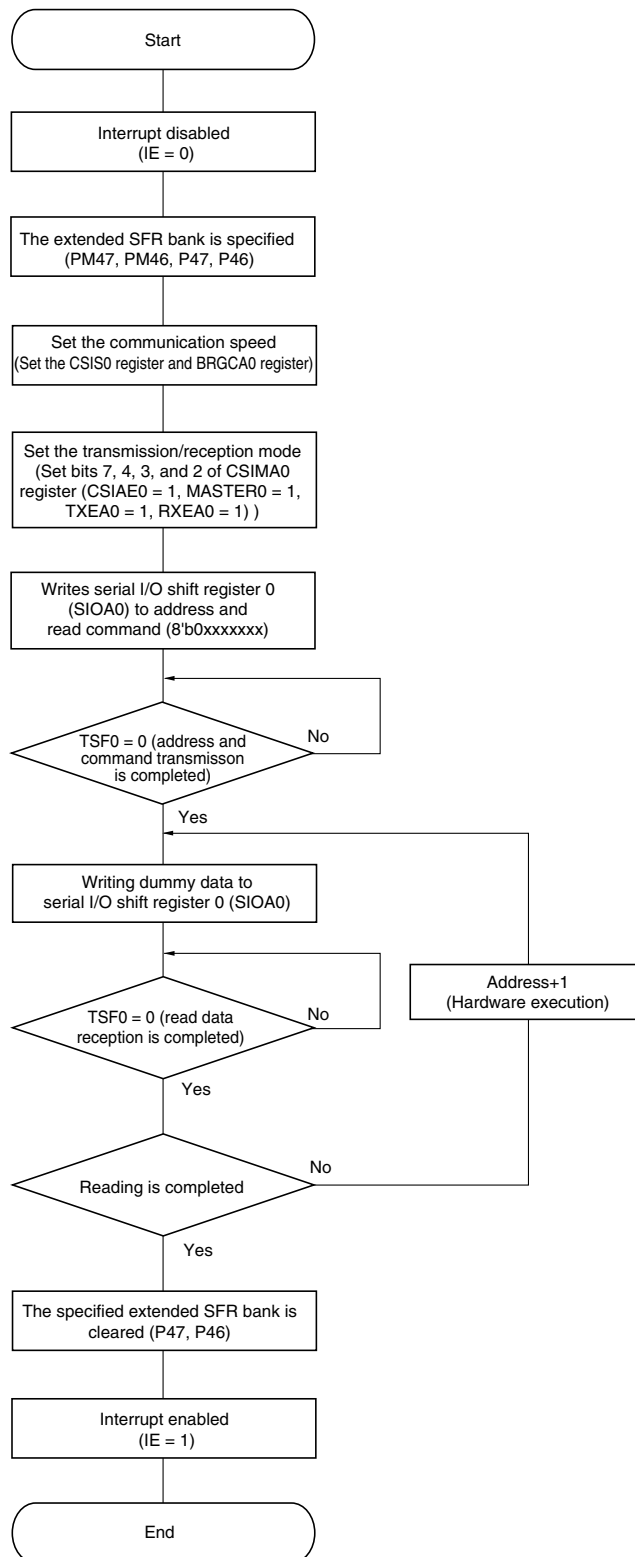 Start
Interrupt disabled
(IE = 0)
The extended SFR bank is specified
(PM47, PM46, P47, P46)
Set the communication speed
(Set the CSIS0 register and BRGCA0 register)
Set the transmission/reception mode
(Set bits 7, 4, 3, and 2 of CSIMA0
register (CSIAE0 = 1, MASTER0 = 1,
TXEA0 = 1, RXEA0 = 1) )
Writes serial I/O shift register 0
(SIOA0) to address and
read command (8'b0xxxxxxx)
TSF0 = 0 (address and
command transmisson
is completed)
No
Yes
Writing dummy data to
serial I/O shift register 0 (SIOA0)
Address+1
(Hardware execution)
TSF0 = 0 (read data
reception is completed)
No
Yes
Reading is completed
No
Yes
The specified extended SFR bank is
cleared (P47, P46)
Interrupt enabled
(IE = 1)
End